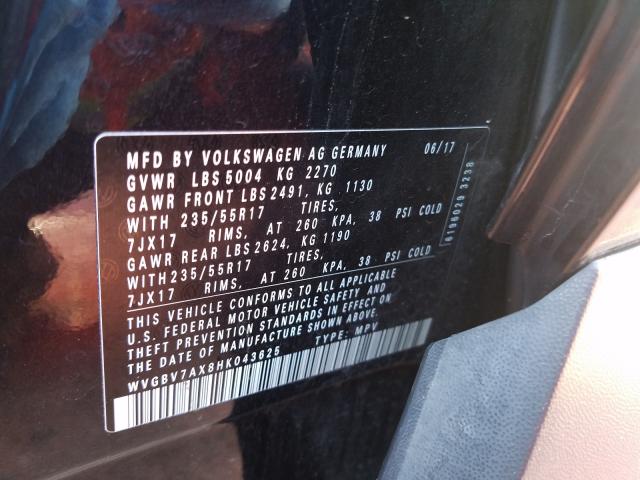 MFD BY VOLKSWAGEN AG GERMANY 06/17
GVWR LBS 5004 KG 2270
GAWR FRONT LBS 2491, KG 1130
WITH 235/55R17 TIRES,
7JX17 RIMS, AT 260 KPA, 38 PSI COLD
GAWR REAR LBS 2624, KG 1190
WITH 235/55R17 TIRES,
7JX17 RIMS, AT 260 KPA, 38 PSI COLD
THIS VEHICLE CONFORMS TO ALL APPLICABLE
U.S. FEDERAL MOTOR VEHICLE SAFETY AND
THEFT PREVENTION STANDARDS IN EFFECT ON
THE DATE OF MANUFACTURE SHOWN ABOVE.
WVGBV7AX8HK043625 TYPE: MPV
6196029 3238